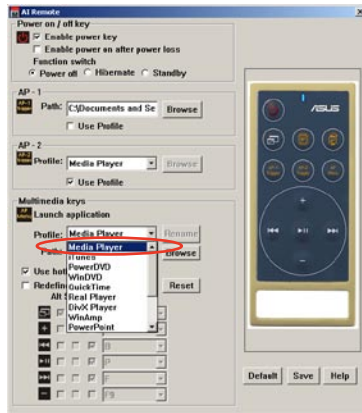 AI Remote
Power on / off key
Enable power key
Enable power on after power loss
Function switch
Power off Hibernate Standby
AP - 1
Path: C:\Documents and Se Browse
Use Profile
AP - 2
Profile: Media Player Browse
Use Profile
Multimedia keys
Launch application
Profile: Media Player Rename
Media Player
Browse
iTunes
PowerDVD
WinDVD
QuickTime
Real Player
DivX Player
WinAmp
PowerPoint
Use hot
Redefin
Reset
Alt
B
P
F
F9
ASUS
Default Save Help